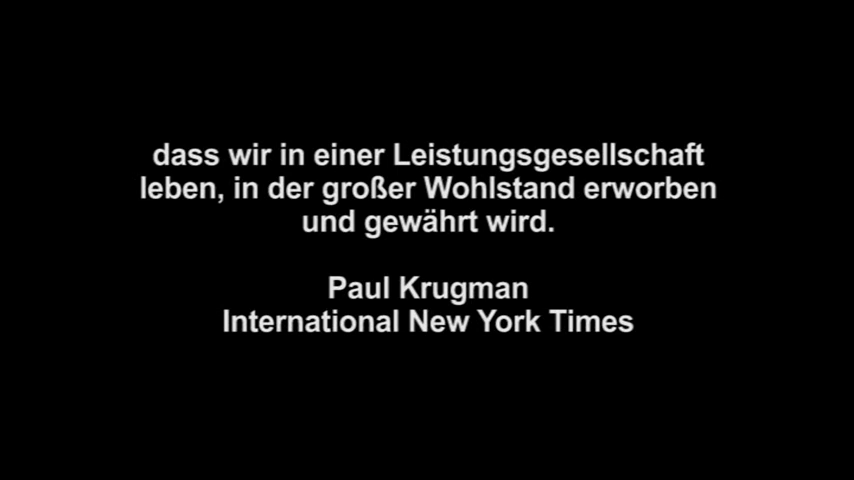 dass wir in einer Leistungsgesellschaft
leben, in der großer Wohlstand erworben
und gewährt wird.
Paul Krugman
International New York Times